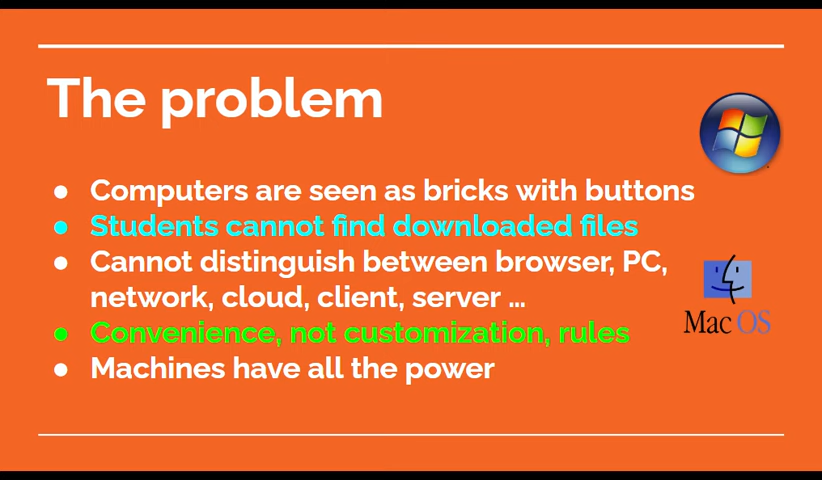 The problem
● Computers are seen as bricks with buttons
● Students cannot find downloaded files
● Cannot distinguish between browser, PC,
network, cloud, client, server ...
● Convenience, not customization, rules
● Machines have all the power
Mac OS